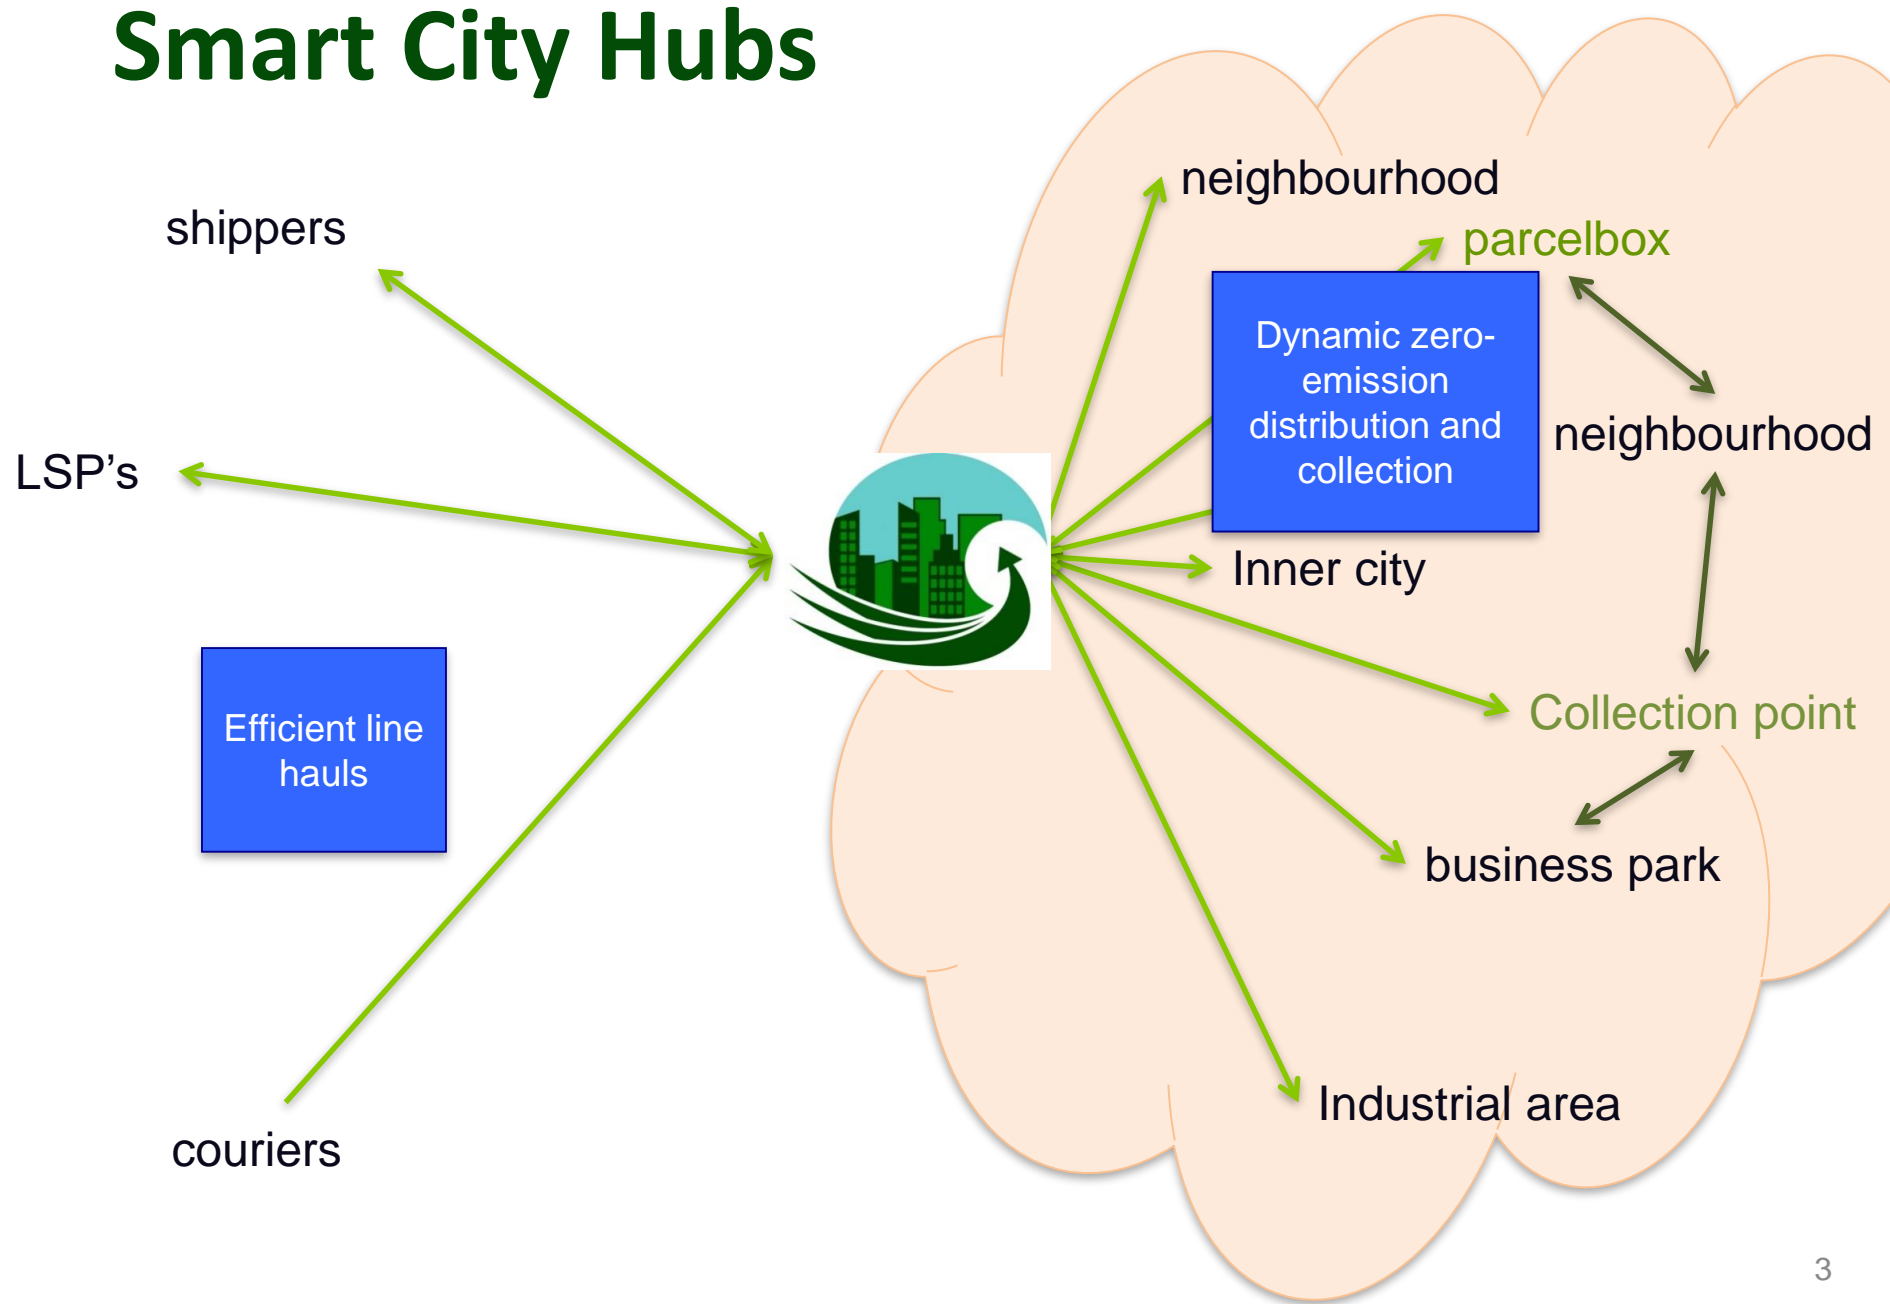 Smart City Hubs
neighbourhood
shippers
parcelbox
Dynamic zero-
emission
distribution and
collection
neighbourhood
LSP’s
Inner city
Efficient line
hauls
Collection point
business park
Industrial area
couriers
3